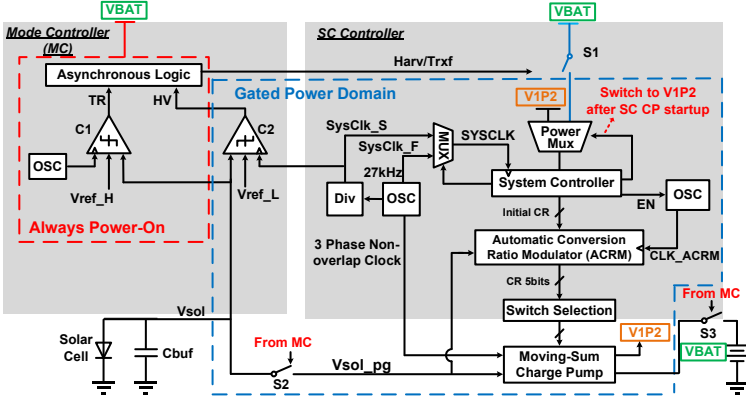 VBAT
Mode Controller
(MC)
SC Controller
VBAT
S1
Asynchronous Logic
Harv/Trxf
TR
HV
Gated Power Domain
V1P2
Switch to V1P2
after SC CP startup
C1
C2
SysClk_S
SysClk_F
MUX
SYSCLK
Power
Mux
OSC
27kHz
Vref_H
Vref_L
Div
OSC
System Controller
EN
OSC
Always Power-On
Initial CR
3 Phase Non-
overlap Clock
Automatic Conversion
Ratio Modulator (ACRM)
CLK_ACRM
CR 5bits
Vsol
Switch Selection
From MC
S3
Solar
Cell
Cbuf
From MC
S2
Vsol_pg
Moving-Sum
Charge Pump
V1P2
VBAT